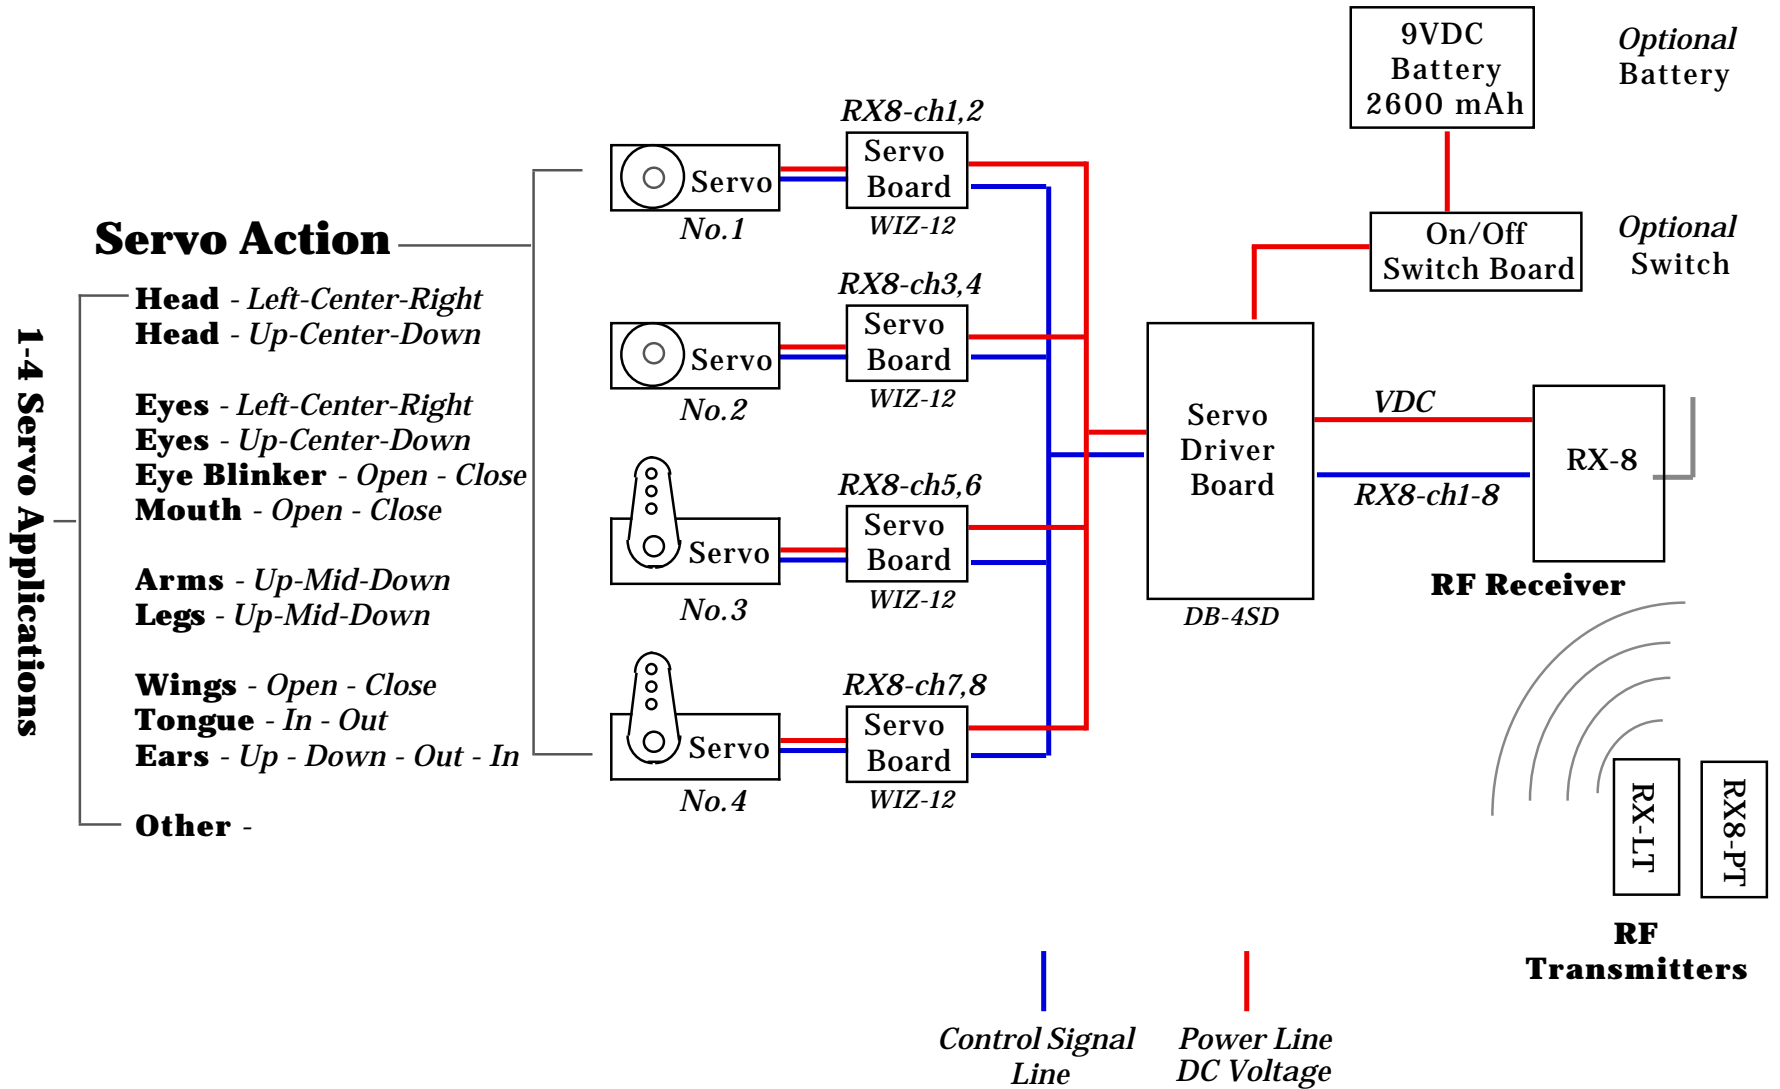 9VDC
Battery
2600 mAh
Optional
Battery
On/Off
Switch Board
Optional
Switch
Servo Action
1-4 Servo Applications
Head - Left-Center-Right
Head - Up-Center-Down
Eyes - Left-Center-Right
Eyes - Up-Center-Down
Eye Blinker - Open - Close
Mouth - Open - Close
Arms - Up-Mid-Down
Legs - Up-Mid-Down
Wings - Open - Close
Tongue - In - Out
Ears - Up - Down - Out - In
Other -
Servo
No.1
RX8-ch1,2
Servo
Board
WIZ-12
Servo
No.2
RX8-ch3,4
Servo
Board
WIZ-12
Servo
No.3
RX8-ch5,6
Servo
Board
WIZ-12
Servo
No.4
RX8-ch7,8
Servo
Board
WIZ-12
Servo
Driver
Board
DB-4SD
VDC
RX8-ch1-8
RX-8
RF Receiver
RX-LT
RX8-PT
RF
Transmitters
Control Signal
Line
Power Line
DC Voltage